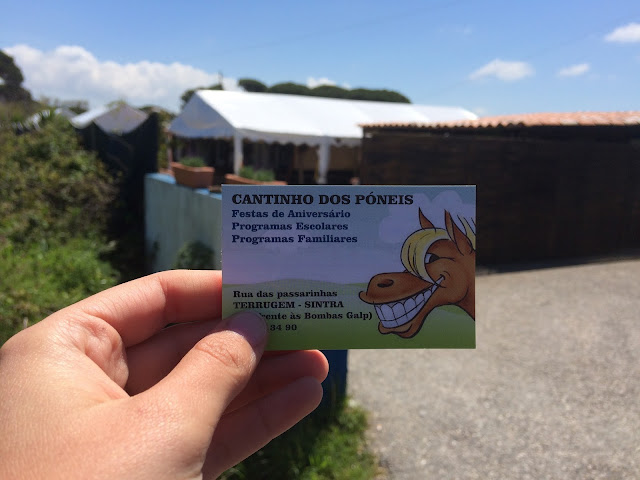 CANTINHO DOS PÓNEIS
Festas de Aniversário
Programas Escolares
Programas Familiares
Rua das passarinhas
TERRUGEM - SINTRA
ente às Bombas Galp)
34 90